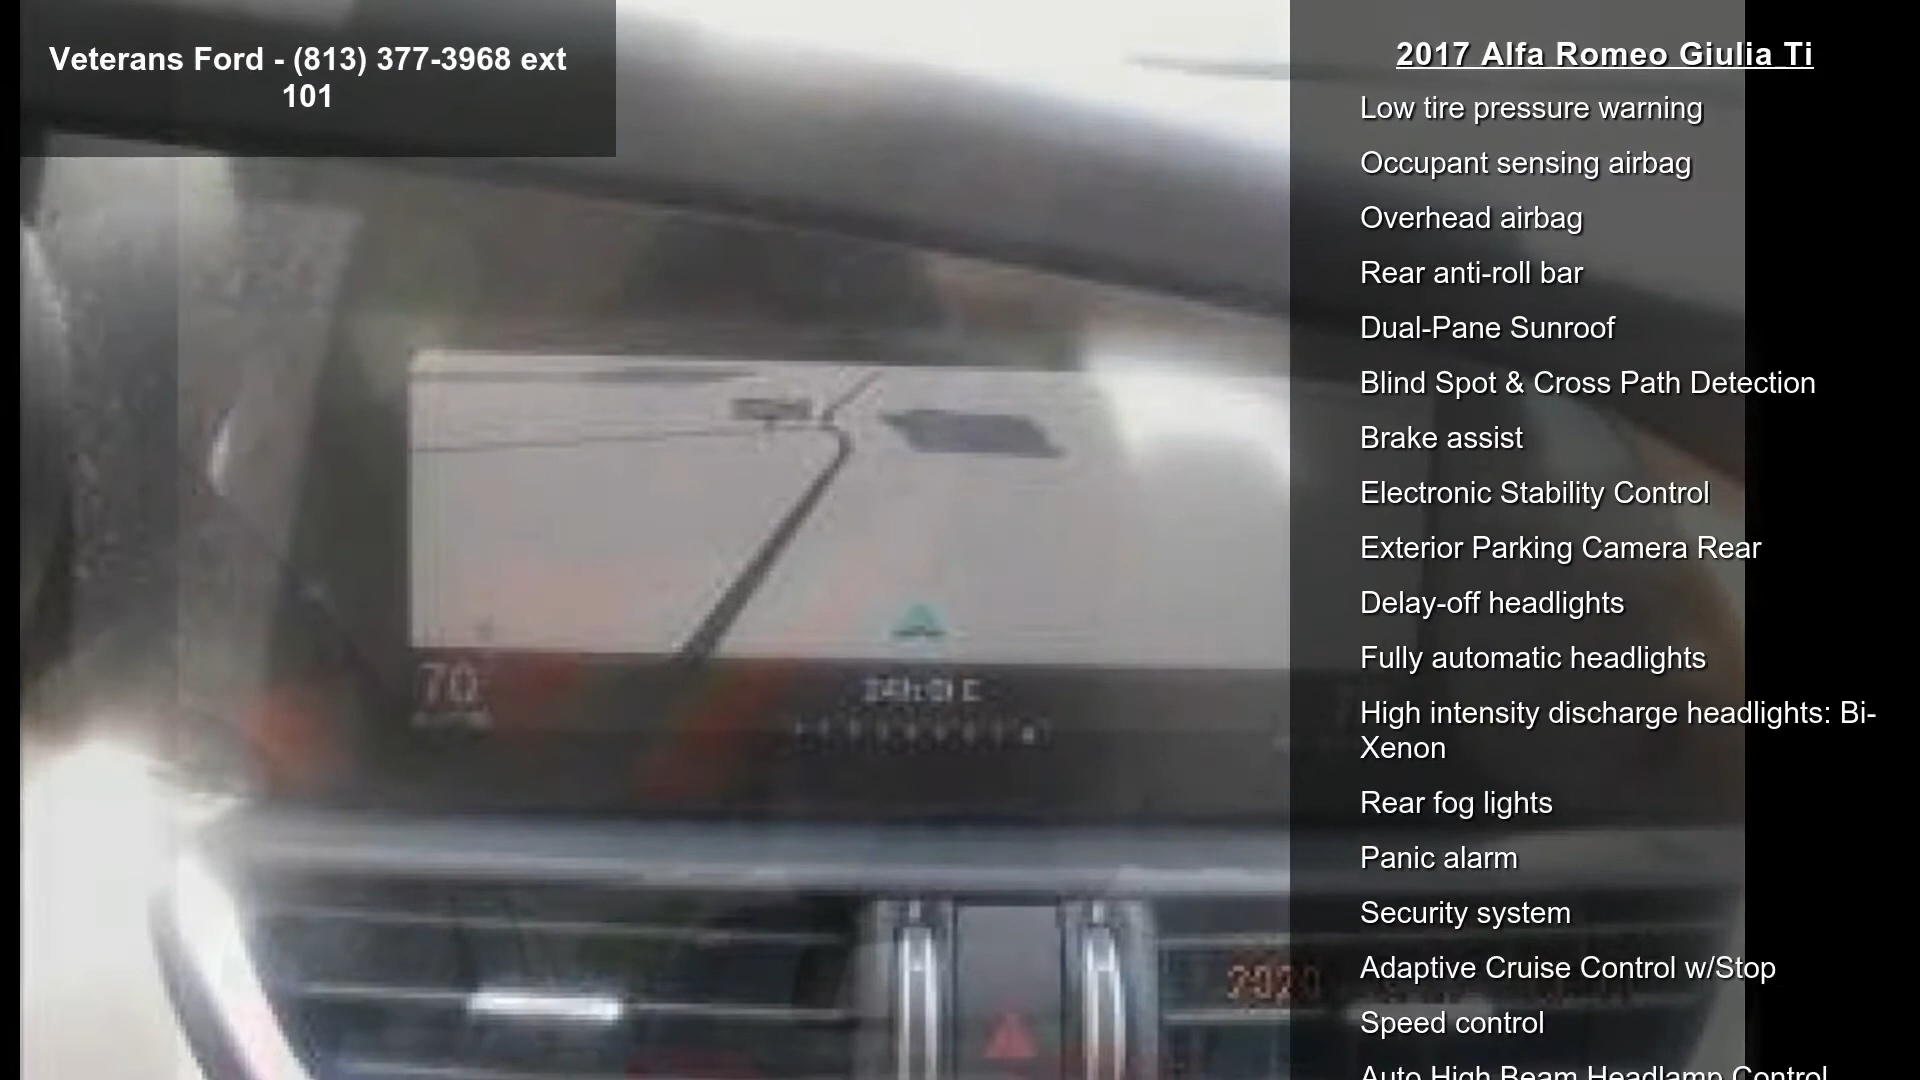 Veterans Ford - (813) 377-3968 ext
101
2017 Alfa Romeo Giulia Ti
Low tire pressure warning
Occupant sensing airbag
Overhead airbag
Rear anti-roll bar
Dual-Pane Sunroof
Blind Spot & Cross Path Detection
Brake assist
Electronic Stability Control
Exterior Parking Camera Rear
Delay-off headlights
Fully automatic headlights
High intensity discharge headlights: Bi-
Xenon
Rear fog lights
Panic alarm
Security system
Adaptive Cruise Control w/Stop
Speed control
Auto High Beam Headlamp Control
70
2020